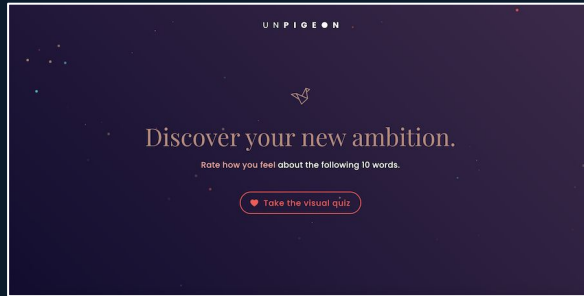 UNPIGEON
Discover your new ambition.
Rate how you feel about the following 10 words.
Take the visual quiz